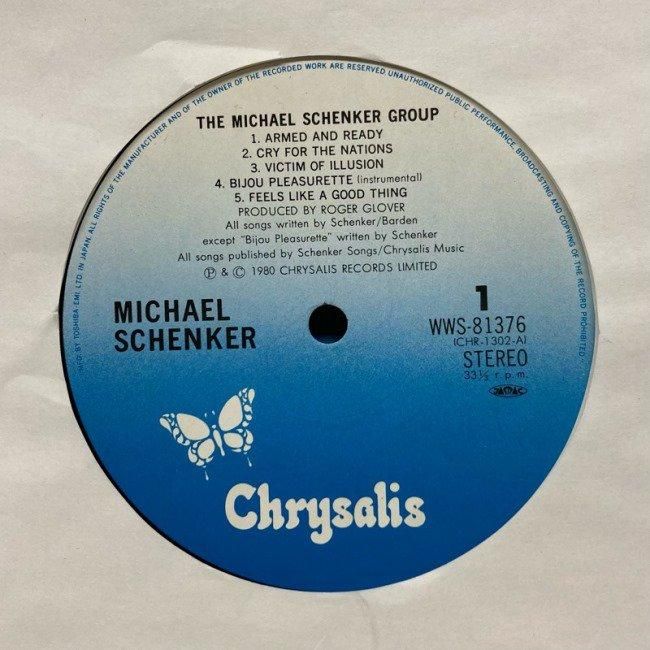 MF'D BY TOSHIBA-EMI LTD. IN JAPAN. ALL RIGHTS OF THE MANUFACTURER AND OF THE OWNER OF THE RECORDED WORK ARE RESERVED. UNAUTHORIZED PUBLIC PERFORMANCE, BROADCASTING AND COPYING OF THE RECORD PROHIBITED.
THE MICHAEL SCHENKER GROUP
1. ARMED AND READY
2. CRY FOR THE NATIONS
3. VICTIM OF ILLUSION
4. BIJOU PLEASURETTE (instrumental)
5. FEELS LIKE A GOOD THING
PRODUCED BY ROGER GLOVER
All songs written by Schenker/Barden
except "Bijou Pleasurette" written by Schenker
All songs published by Schenker Songs/Chrysalis Music
℗ & © 1980 CHRYSALIS RECORDS LIMITED
MICHAEL
SCHENKER
1
WWS-81376
(CHR-1302-A)
STEREO
33⅓ r.p.m.
JASRAC
Chrysalis